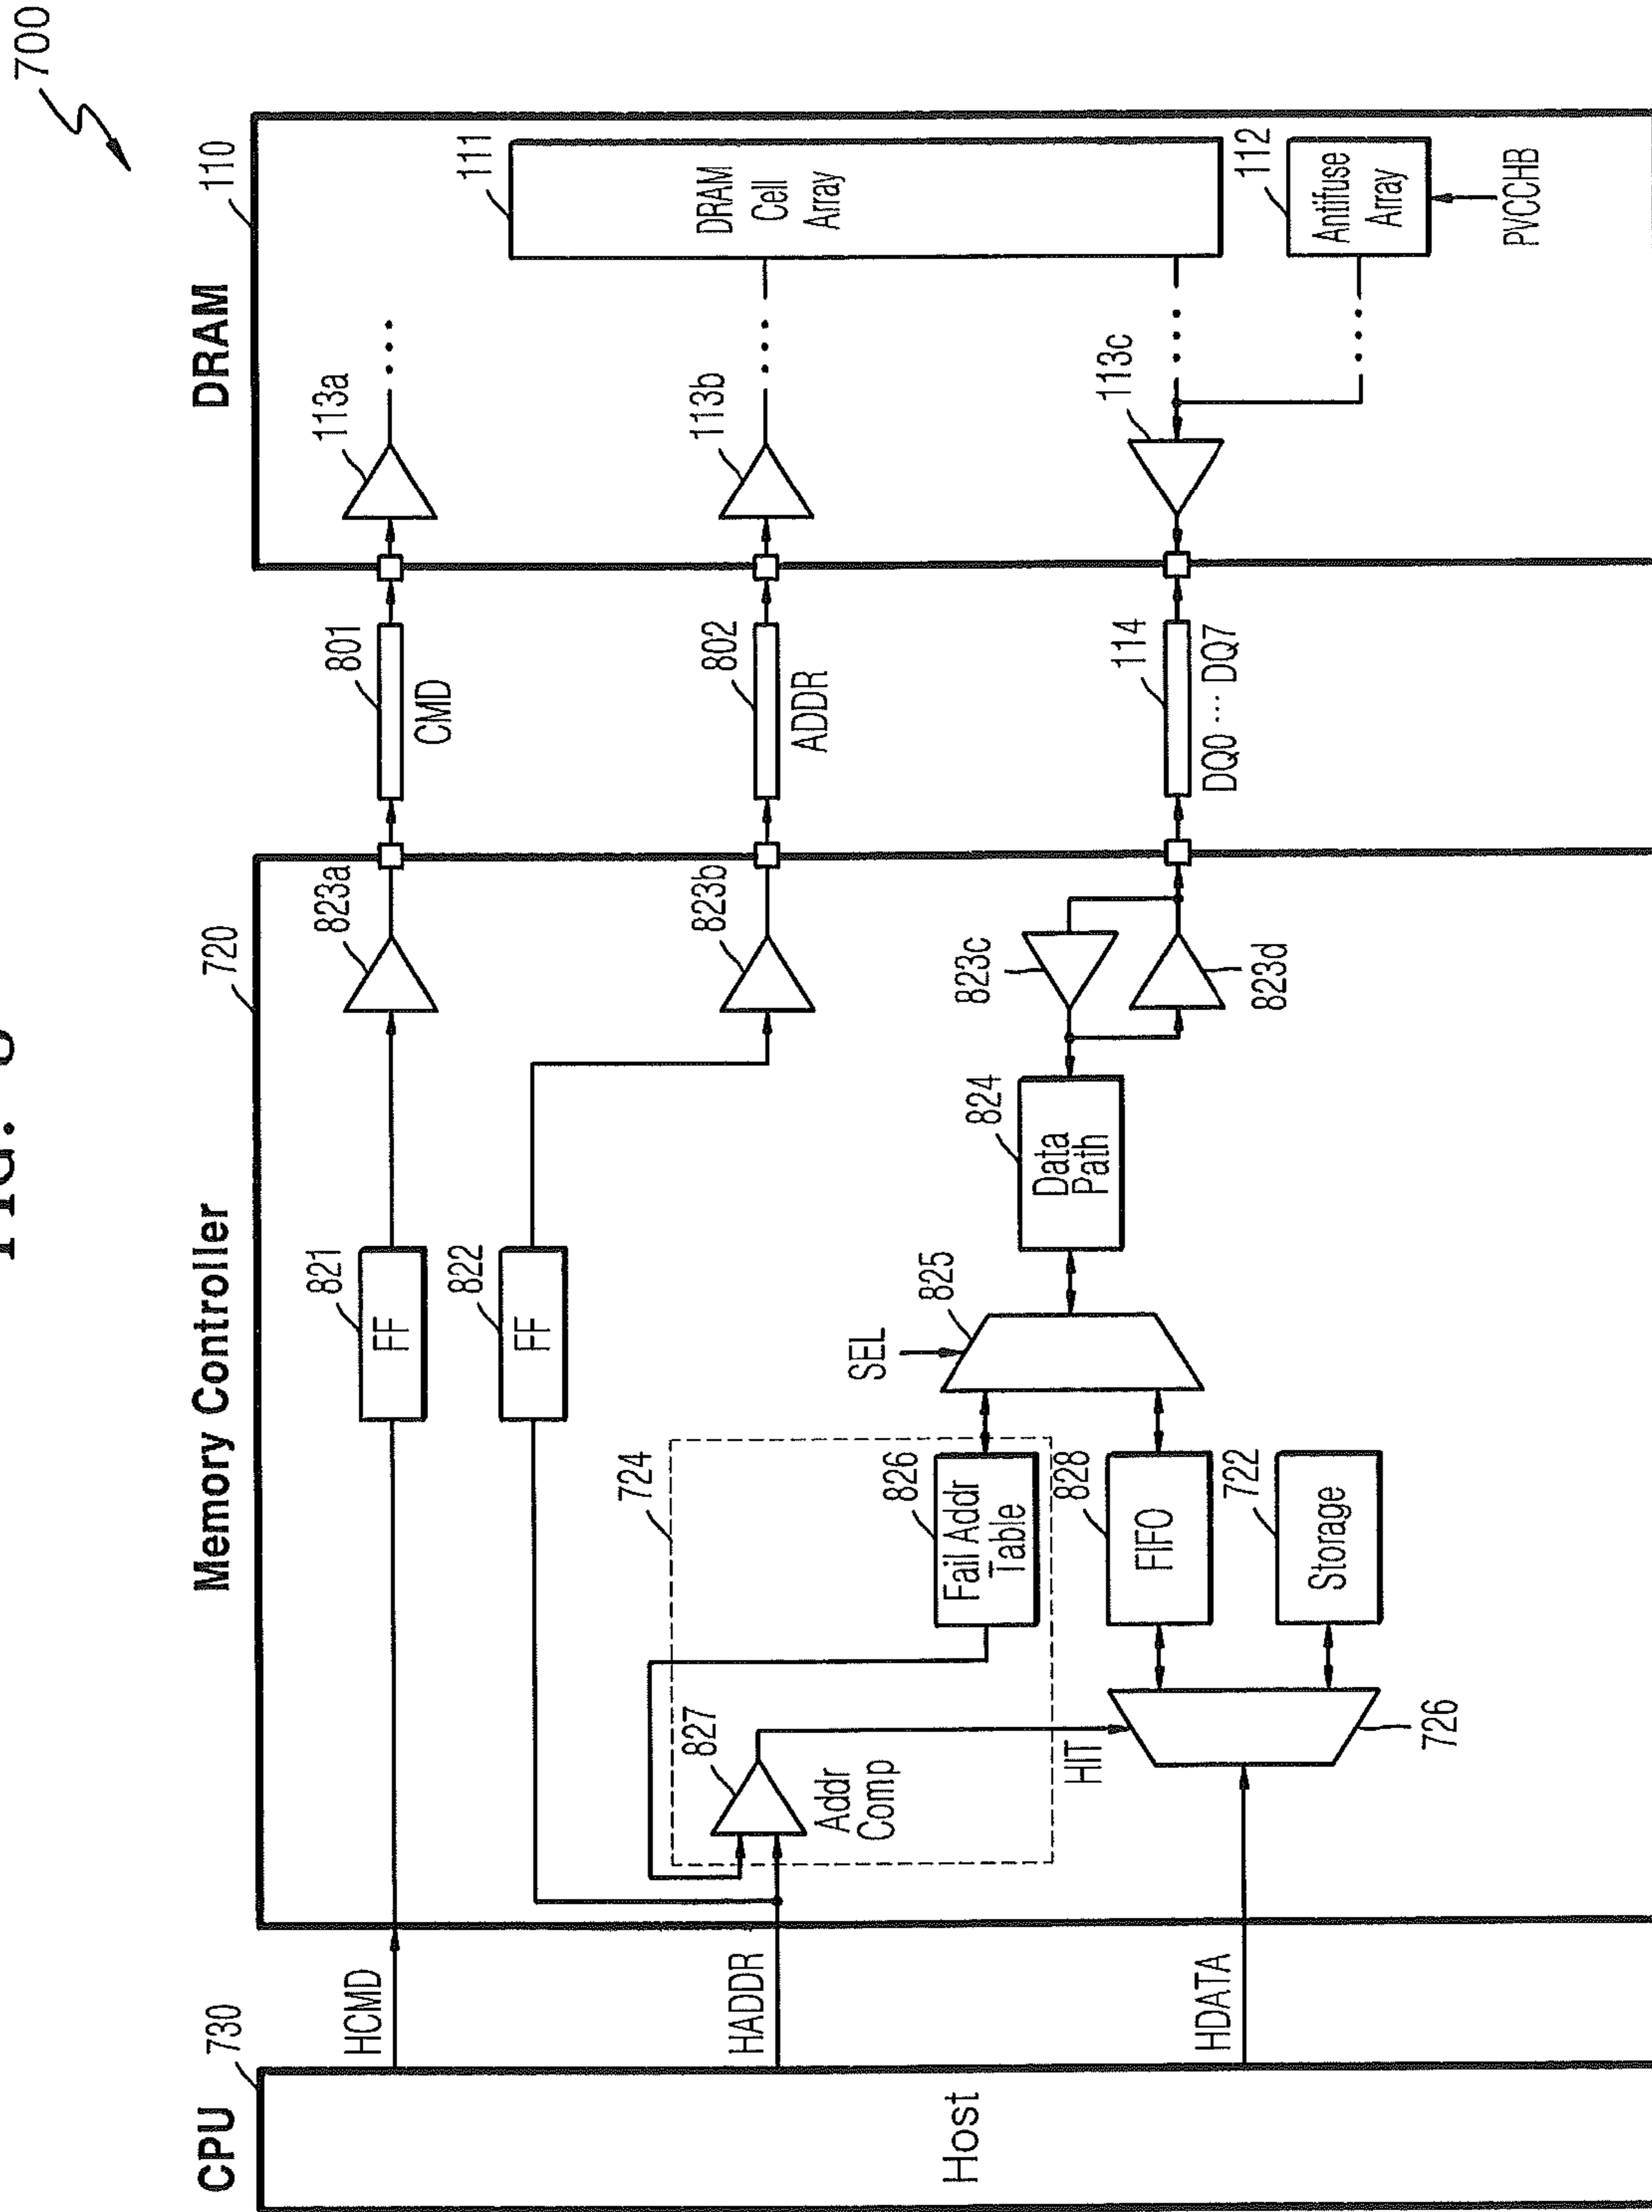 700
CPU
730
Host
HCMD
HADDR
HDATA
Memory Controller
720
821
FF
822
FF
823a
823b
724
827
Addr
Comp
826
Fail Addr
Table
HIT
828
FIFO
722
Storage
726
SEL
825
824
Data
Path
823c
823d
801
CMD
802
ADDR
114
DQ0 ··· DQ7
DRAM
110
113a
113b
113c
111
DRAM
Cell
Array
112
Antifuse
Array
PVCCHB